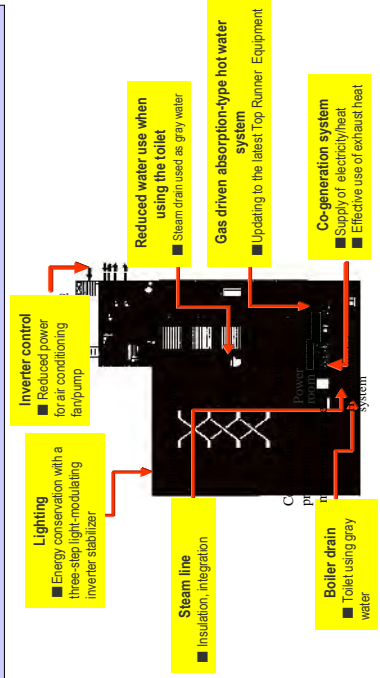 Lighting
■ Energy conservation with a
three-step light-modulating
inverter stabilizer
Inverter control
■ Reduced power
for air conditioning
fan/pump
Reduced water use when
using the toilet
■ Steam drain used as gray water
Gas driven absorption-type hot water
system
■ Updating to the latest Top Runner Equipment
Steam line
■ Insulation, integration
Power
room
system
Boiler drain
■ Toilet using gray
water
Co-generation system
■ Supply of electricity/heat
■ Effective use of exhaust heat